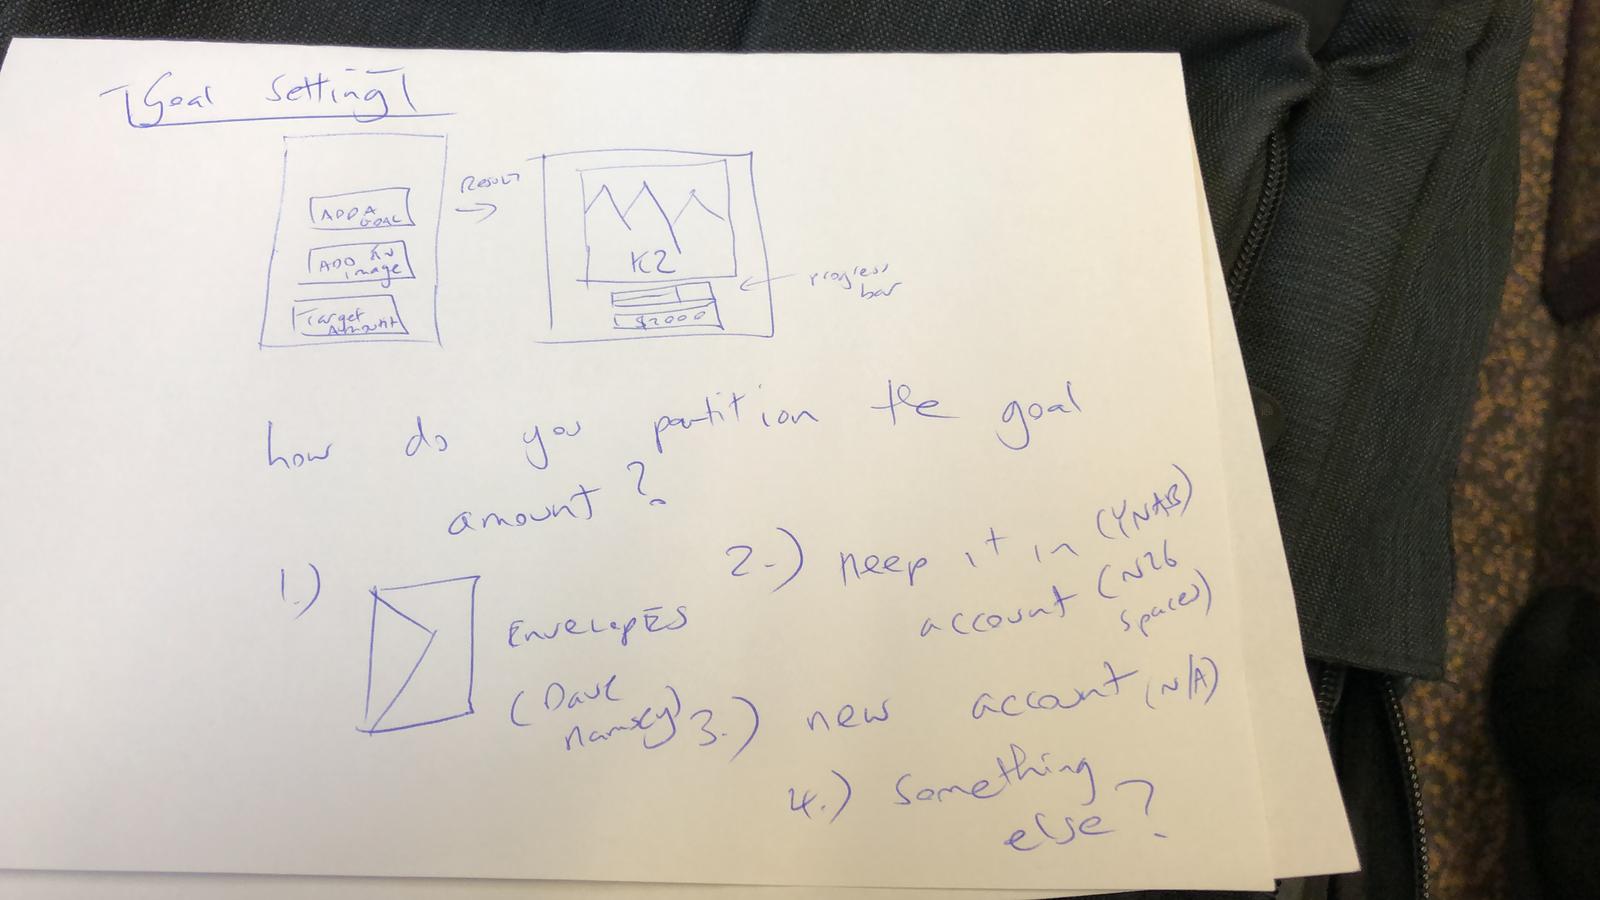 Goal Setting
ADD A
GOAL
ADD AN
image
Target
Amount
RESULT
K2
$2000
progress
bar
how do you partition the goal
amount?
1.)
ENVElopES
(Dave
Ramsey)
2.) Keep it in (YNAB)
account (N26
spaces)
3.) new account (N/A)
4.) Something
else?